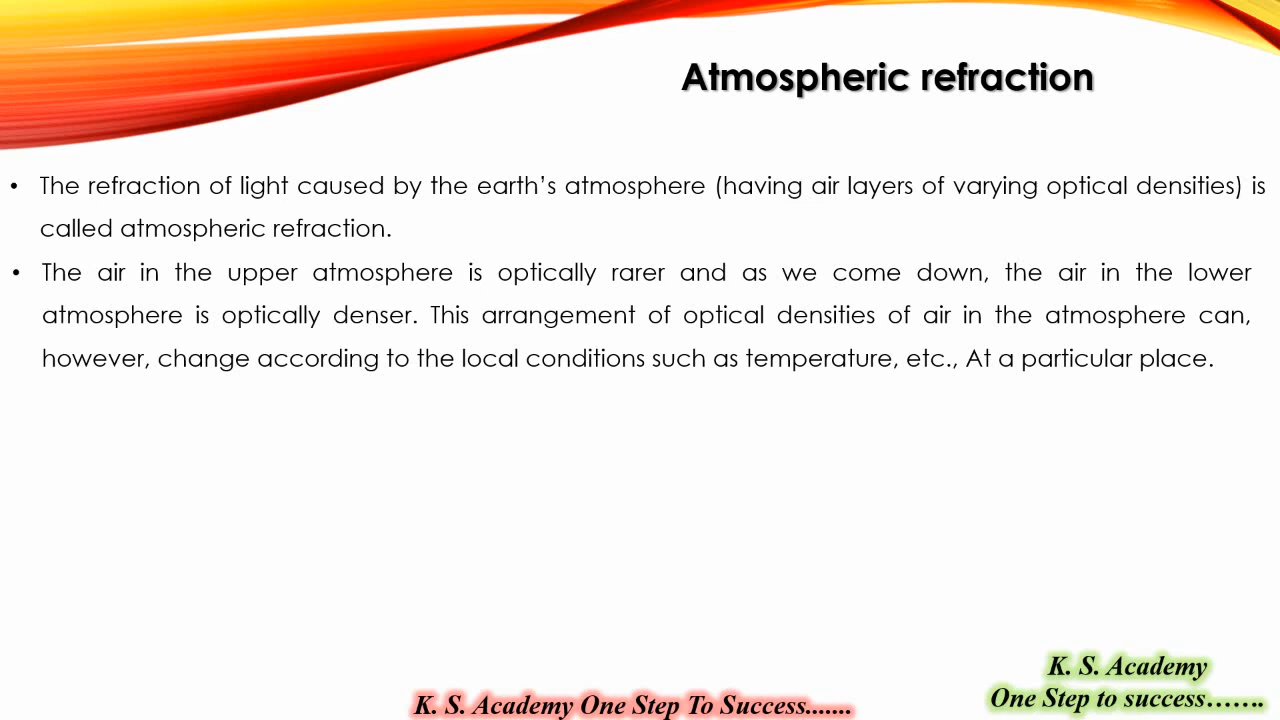 Atmospheric refraction
• The refraction of light caused by the earth’s atmosphere (having air layers of varying optical densities) is
called atmospheric refraction.
• The air in the upper atmosphere is optically rarer and as we come down, the air in the lower
atmosphere is optically denser. This arrangement of optical densities of air in the atmosphere can,
however, change according to the local conditions such as temperature, etc., At a particular place.
K. S. Academy
One Step to success…….
K. S. Academy One Step To Success.......